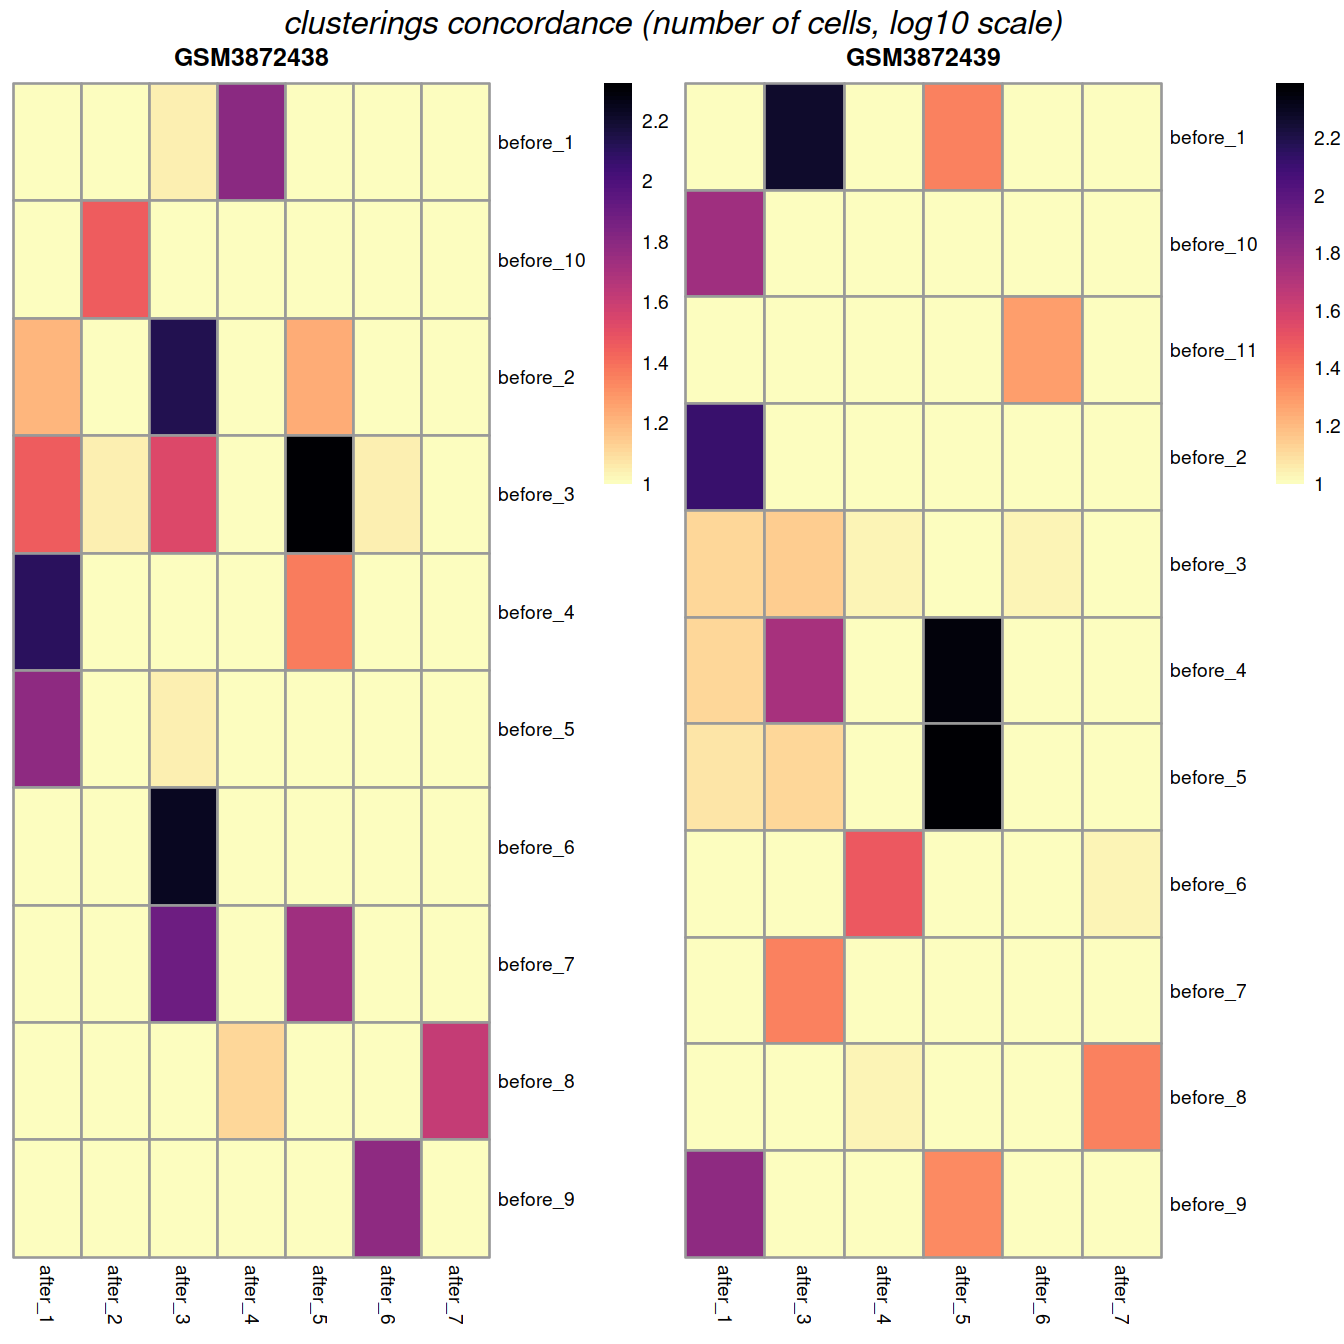 clusterings concordance (number of cells, log10 scale)
GSM3872438
before_1
before_10
before_2
before_3
before_4
before_5
before_6
before_7
before_8
before_9
after_1
after_2
after_3
after_4
after_5
after_6
after_7
2.2
2
1.8
1.6
1.4
1.2
1
GSM3872439
before_1
before_10
before_11
before_2
before_3
before_4
before_5
before_6
before_7
before_8
before_9
after_1
after_3
after_4
after_5
after_6
after_7
2.2
2
1.8
1.6
1.4
1.2
1